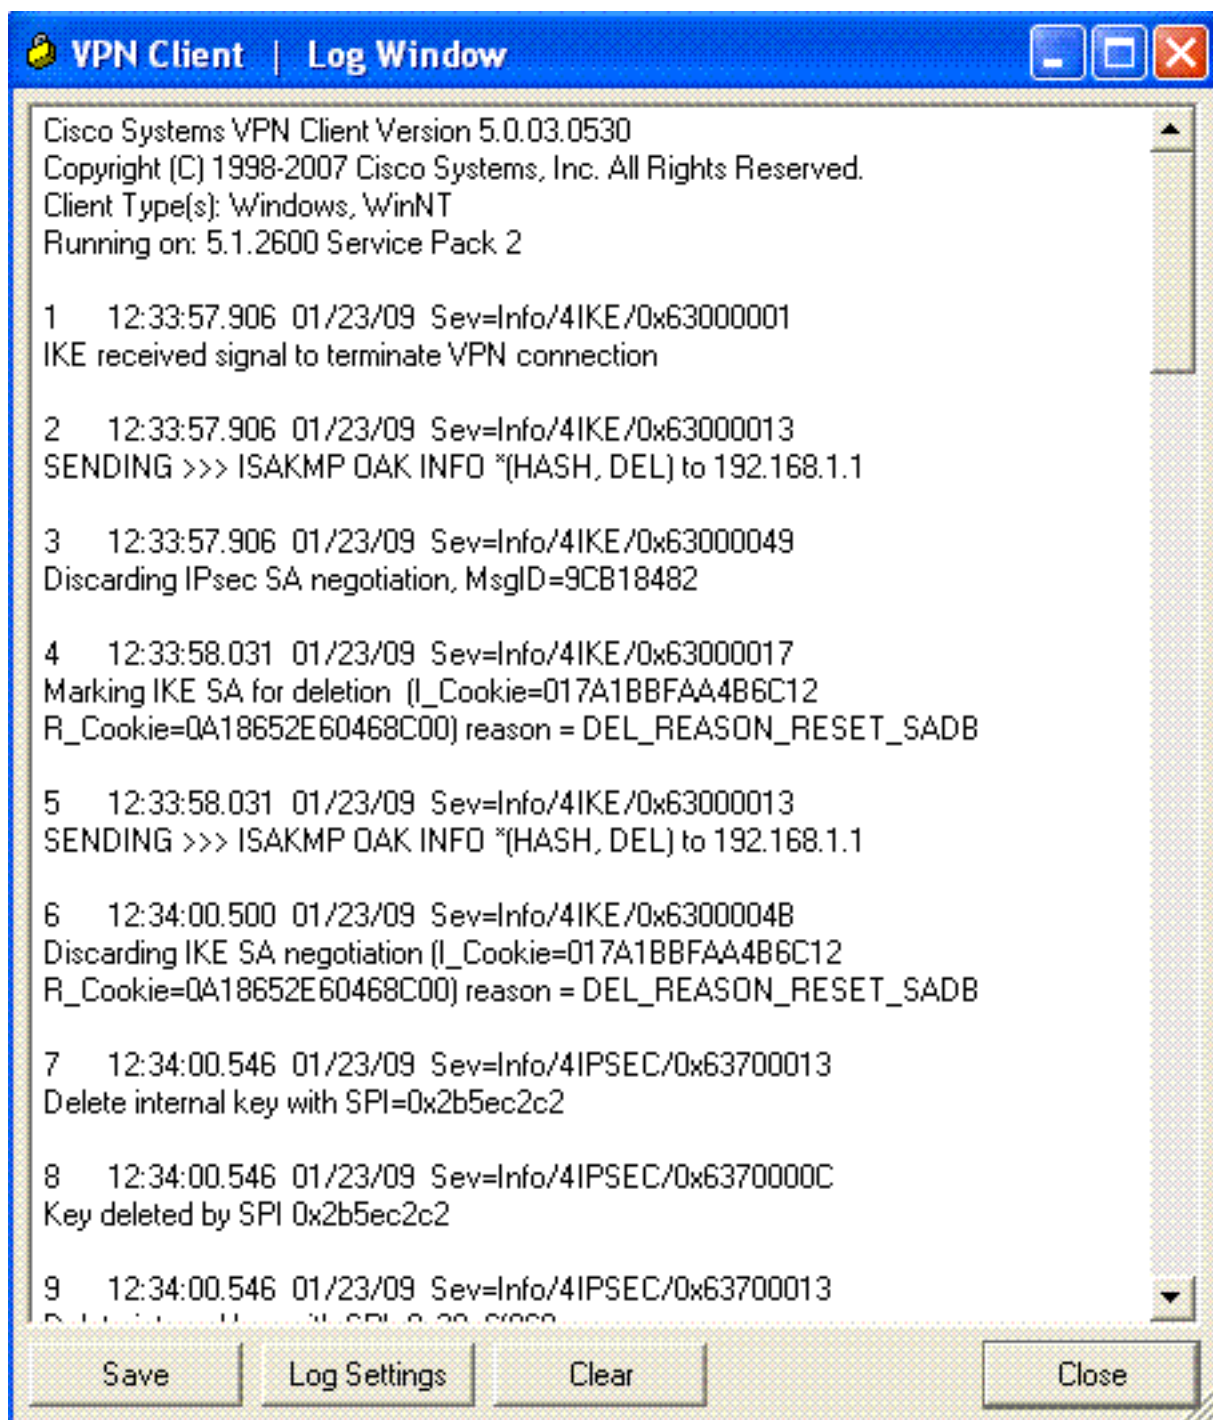 VPN Client | Log Window
Cisco Systems VPN Client Version 5.0.03.0530
Copyright (C) 1998-2007 Cisco Systems, Inc. All Rights Reserved.
Client Type(s): Windows, WinNT
Running on: 5.1.2600 Service Pack 2
1 12:33:57.906 01/23/09 Sev=Info/4IKE/0x63000001
IKE received signal to terminate VPN connection
2 12:33:57.906 01/23/09 Sev=Info/4IKE/0x63000013
SENDING >>> ISAKMP OAK INFO *(HASH, DEL) to 192.168.1.1
3 12:33:57.906 01/23/09 Sev=Info/4IKE/0x63000049
Discarding IPsec SA negotiation, MsgID=9CB18482
4 12:33:58.031 01/23/09 Sev=Info/4IKE/0x63000017
Marking IKE SA for deletion (I_Cookie=017A1BBFAA4B6C12
R_Cookie=0A18652E60468C00) reason = DEL_REASON_RESET_SADB
5 12:33:58.031 01/23/09 Sev=Info/4IKE/0x63000013
SENDING >>> ISAKMP OAK INFO *(HASH, DEL) to 192.168.1.1
6 12:34:00.500 01/23/09 Sev=Info/4IKE/0x6300004B
Discarding IKE SA negotiation (I_Cookie=017A1BBFAA4B6C12
R_Cookie=0A18652E60468C00) reason = DEL_REASON_RESET_SADB
7 12:34:00.546 01/23/09 Sev=Info/4IPSEC/0x63700013
Delete internal key with SPI=0x2b5ec2c2
8 12:34:00.546 01/23/09 Sev=Info/4IPSEC/0x6370000C
Key deleted by SPI 0x2b5ec2c2
9 12:34:00.546 01/23/09 Sev=Info/4IPSEC/0x63700013
Save Log Settings Clear Close